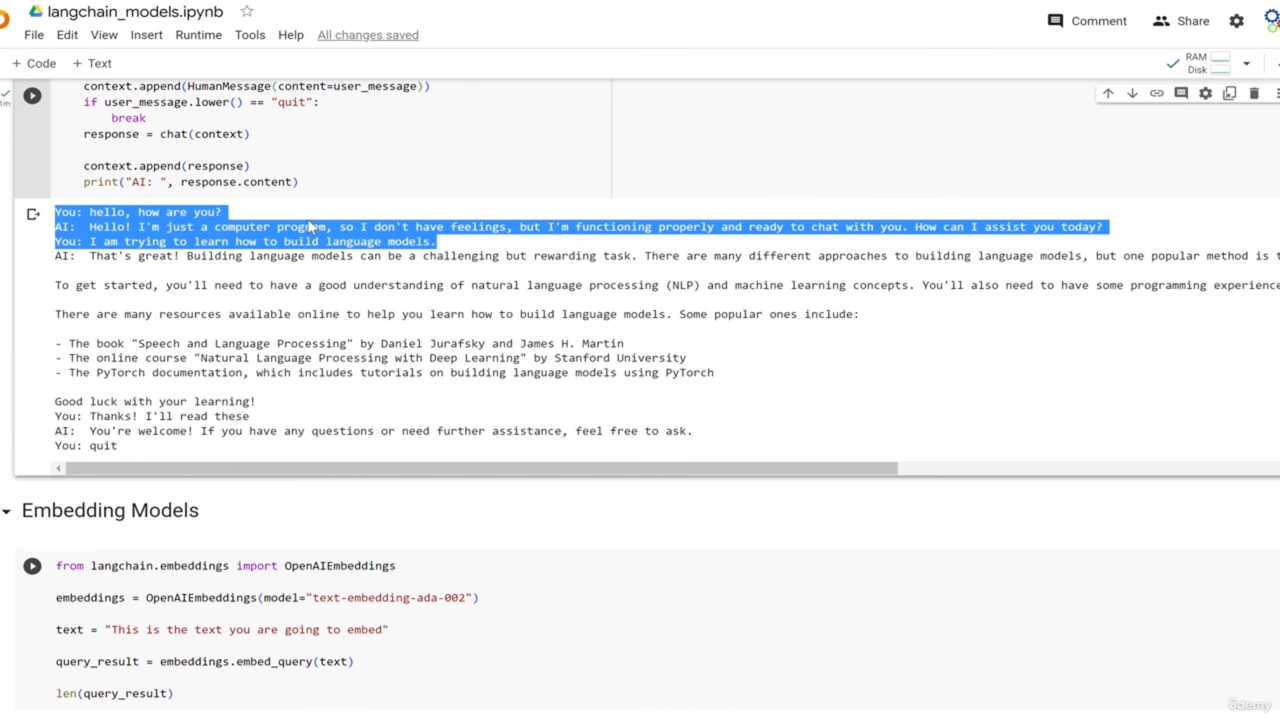 langchain_models.ipynb
File Edit View Insert Runtime Tools Help All changes saved
Comment Share
+ Code + Text
RAM
Disk
context.append(HumanMessage(content=user_message))
if user_message.lower() == "quit":
break
response = chat(context)
context.append(response)
print("AI: ", response.content)
1m
You: hello, how are you?
AI: Hello! I'm just a computer program, so I don't have feelings, but I'm functioning properly and ready to chat with you. How can I assist you today?
You: I am trying to learn how to build language models.
AI: That's great! Building language models can be a challenging but rewarding task. There are many different approaches to building language models, but one popular method is
To get started, you'll need to have a good understanding of natural language processing (NLP) and machine learning concepts. You'll also need to have some programming experience
There are many resources available online to help you learn how to build language models. Some popular ones include:
- The book "Speech and Language Processing" by Daniel Jurafsky and James H. Martin
- The online course "Natural Language Processing with Deep Learning" by Stanford University
- The PyTorch documentation, which includes tutorials on building language models using PyTorch
Good luck with your learning!
You: Thanks! I'll read these
AI: You're welcome! If you have any questions or need further assistance, feel free to ask.
You: quit
Embedding Models
from langchain.embeddings import OpenAIEmbeddings
embeddings = OpenAIEmbeddings(model="text-embedding-ada-002")
text = "This is the text you are going to embed"
query_result = embeddings.embed_query(text)
len(query_result)
ûdemy